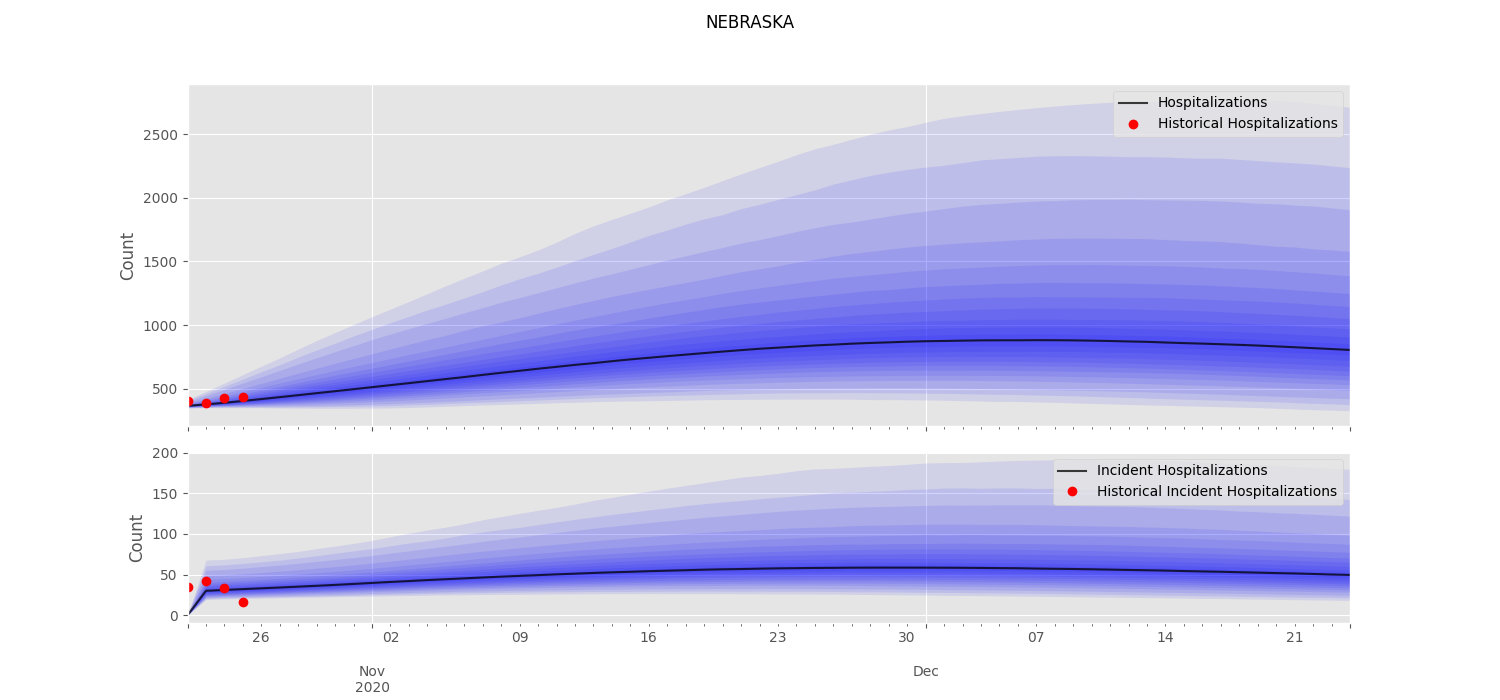 NEBRASKA
Hospitalizations
Historical Hospitalizations
2500
2000
1500
1000
500
Count
Incident Hospitalizations
Historical Incident Hospitalizations
200
150
100
50
0
Count
26 02 09 16 23 30 07 14 21
Nov Dec
2020